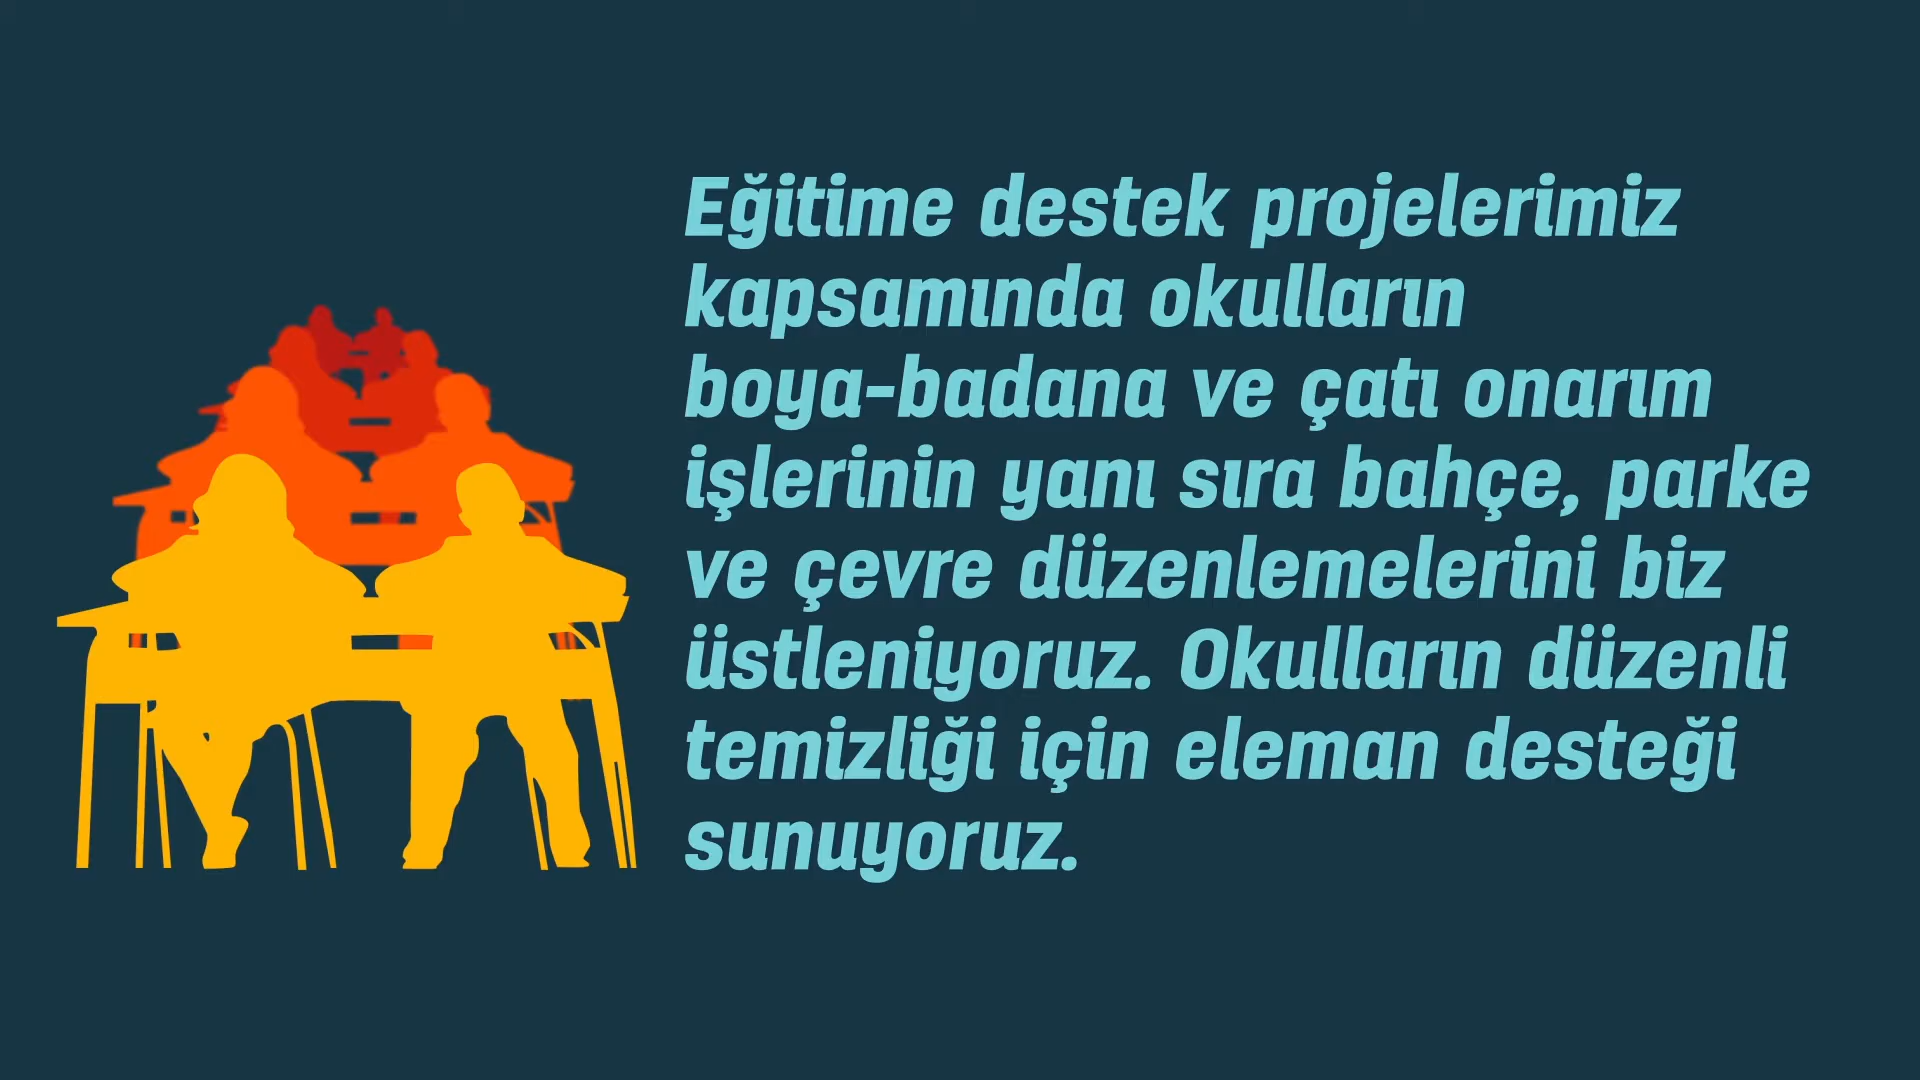 Eğitime destek projelerimiz
kapsamında okulların
boya-badana ve çatı onarım
işlerinin yanı sıra bahçe, parke
ve çevre düzenlemelerini biz
üstleniyoruz. Okulların düzenli
temizliği için eleman desteği
sunuyoruz.